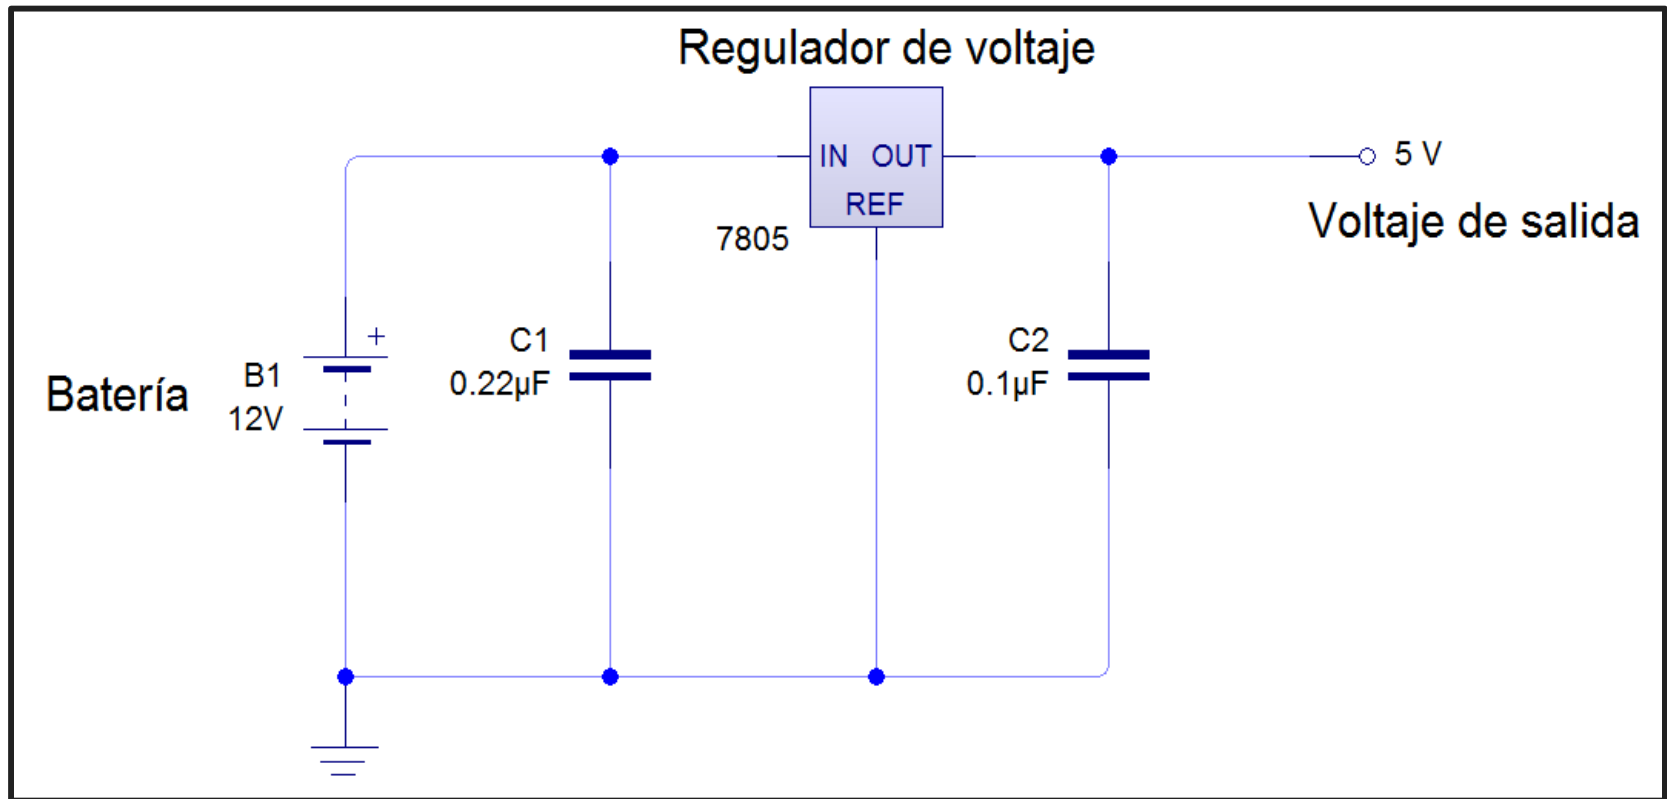 Regulador de voltaje
IN OUT
REF
7805
5 V
Voltaje de salida
Batería
B1
12V
+
C1
0.22µF
C2
0.1µF